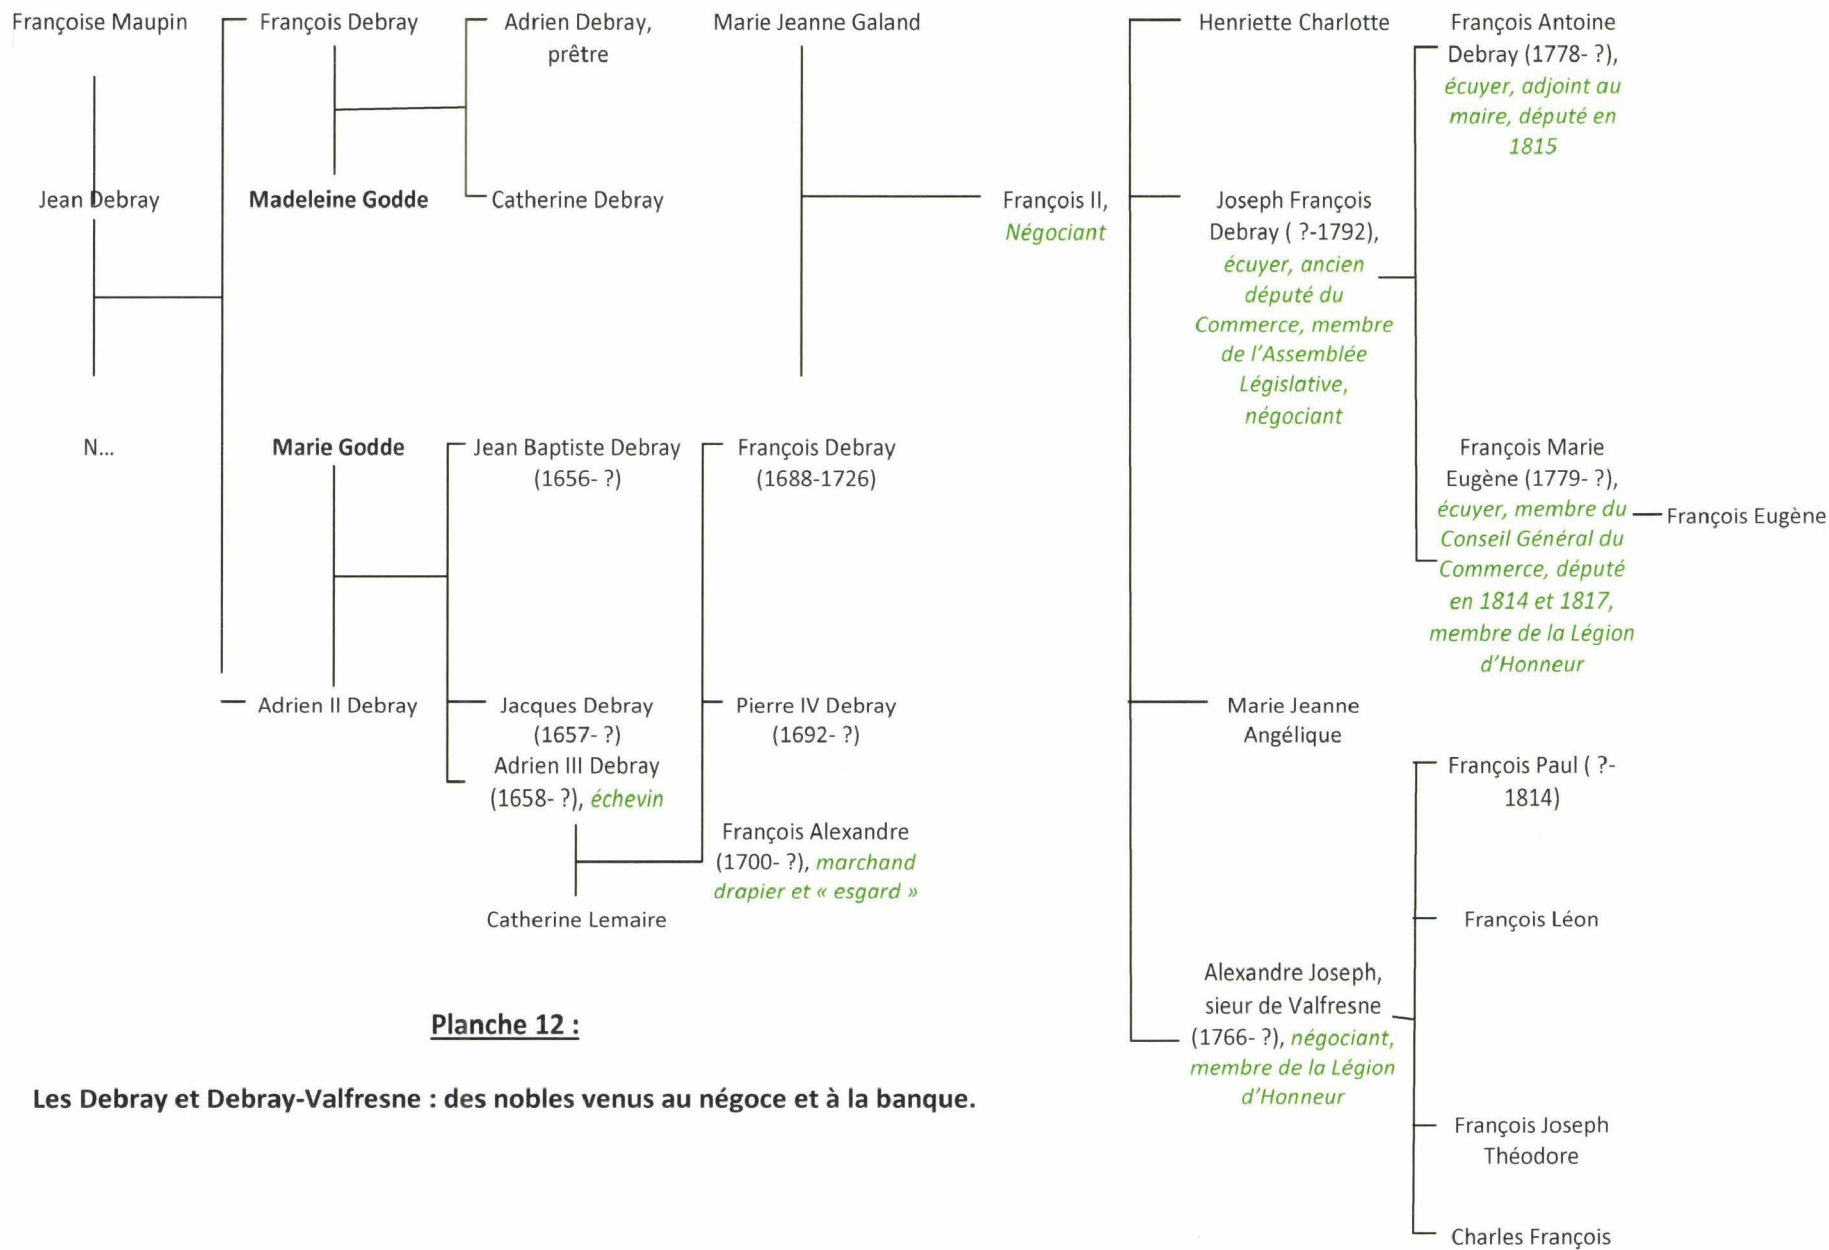 Françoise Maupin
Jean Debray
N...
François Debray
Madeleine Godde
Marie Godde
Adrien II Debray
Adrien Debray,
prêtre
Catherine Debray
Jean Baptiste Debray
(1656- ?)
Jacques Debray
(1657- ?)
Adrien III Debray
(1658- ?), échevin
Catherine Lemaire
Marie Jeanne Galand
François Debray
(1688-1726)
Pierre IV Debray
(1692- ?)
François Alexandre
(1700- ?), marchand
drapier et « esgard »
François II,
Négociant
Henriette Charlotte
Joseph François
Debray ( ?-1792),
écuyer, ancien
député du
Commerce, membre
de l'Assemblée
Législative,
négociant
Marie Jeanne
Angélique
Alexandre Joseph,
sieur de Valfresne
(1766- ?), négociant,
membre de la Légion
d'Honneur
François Antoine
Debray (1778- ?),
écuyer, adjoint au
maire, député en
1815
François Marie
Eugène (1779- ?),
écuyer, membre du
Conseil Général du
Commerce, député
en 1814 et 1817,
membre de la Légion
d'Honneur
François Eugène
François Paul ( ?-
1814)
François Léon
François Joseph
Théodore
Charles François
Planche 12 :
Les Debray et Debray-Valfresne : des nobles venus au négoce et à la banque.